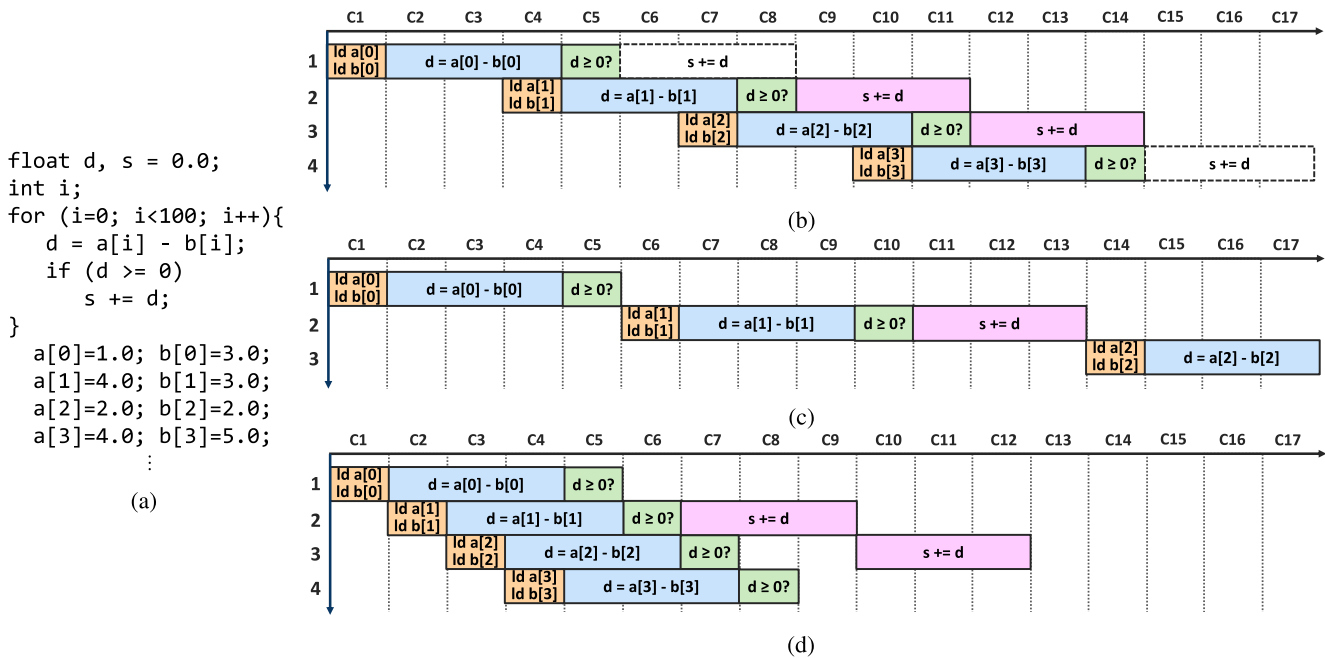 float d, s = 0.0;
int i;
for (i=0; i<100; i++){
d = a[i] - b[i];
if (d >= 0)
s += d;
}
a[0]=1.0; b[0]=3.0;
a[1]=4.0; b[1]=3.0;
a[2]=2.0; b[2]=2.0;
a[3]=4.0; b[3]=5.0;
⋮
(a)
C1 C2 C3 C4 C5 C6 C7 C8 C9 C10 C11 C12 C13 C14 C15 C16 C17
1 ld a[0] ld b[0] d = a[0] - b[0] d ≥ 0? s += d
2 ld a[1] ld b[1] d = a[1] - b[1] d ≥ 0? s += d
3 ld a[2] ld b[2] d = a[2] - b[2] d ≥ 0? s += d
4 ld a[3] ld b[3] d = a[3] - b[3] d ≥ 0? s += d
(b)
C1 C2 C3 C4 C5 C6 C7 C8 C9 C10 C11 C12 C13 C14 C15 C16 C17
1 ld a[0] ld b[0] d = a[0] - b[0] d ≥ 0?
2 ld a[1] ld b[1] d = a[1] - b[1] d ≥ 0? s += d
3 ld a[2] ld b[2] d = a[2] - b[2]
(c)
C1 C2 C3 C4 C5 C6 C7 C8 C9 C10 C11 C12 C13 C14 C15 C16 C17
1 ld a[0] ld b[0] d = a[0] - b[0] d ≥ 0?
2 ld a[1] ld b[1] d = a[1] - b[1] d ≥ 0? s += d
3 ld a[2] ld b[2] d = a[2] - b[2] d ≥ 0? s += d
4 ld a[3] ld b[3] d = a[3] - b[3] d ≥ 0?
(d)